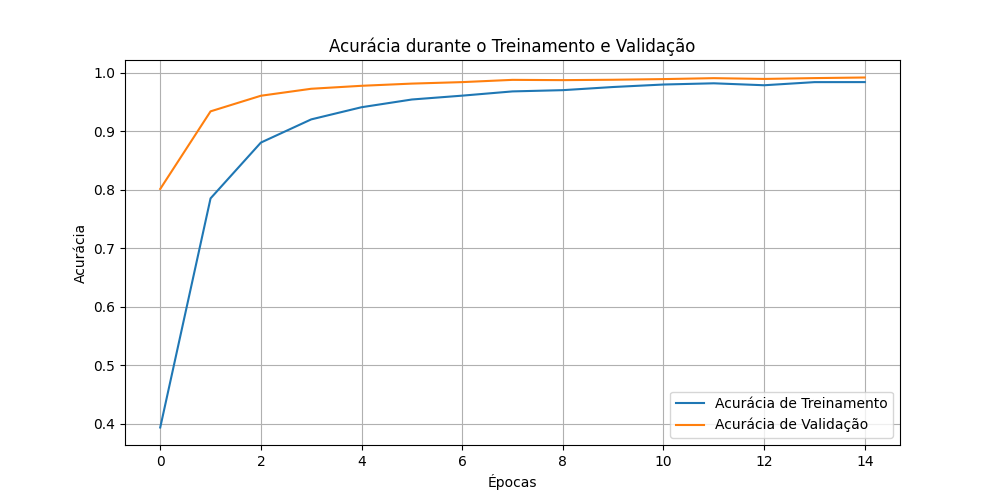 Acurácia durante o Treinamento e Validação
1.0
0.9
0.8
0.7
0.6
0.5
0.4
Acurácia
0 2 4 6 8 10 12 14
Épocas
Acurácia de Treinamento
Acurácia de Validação